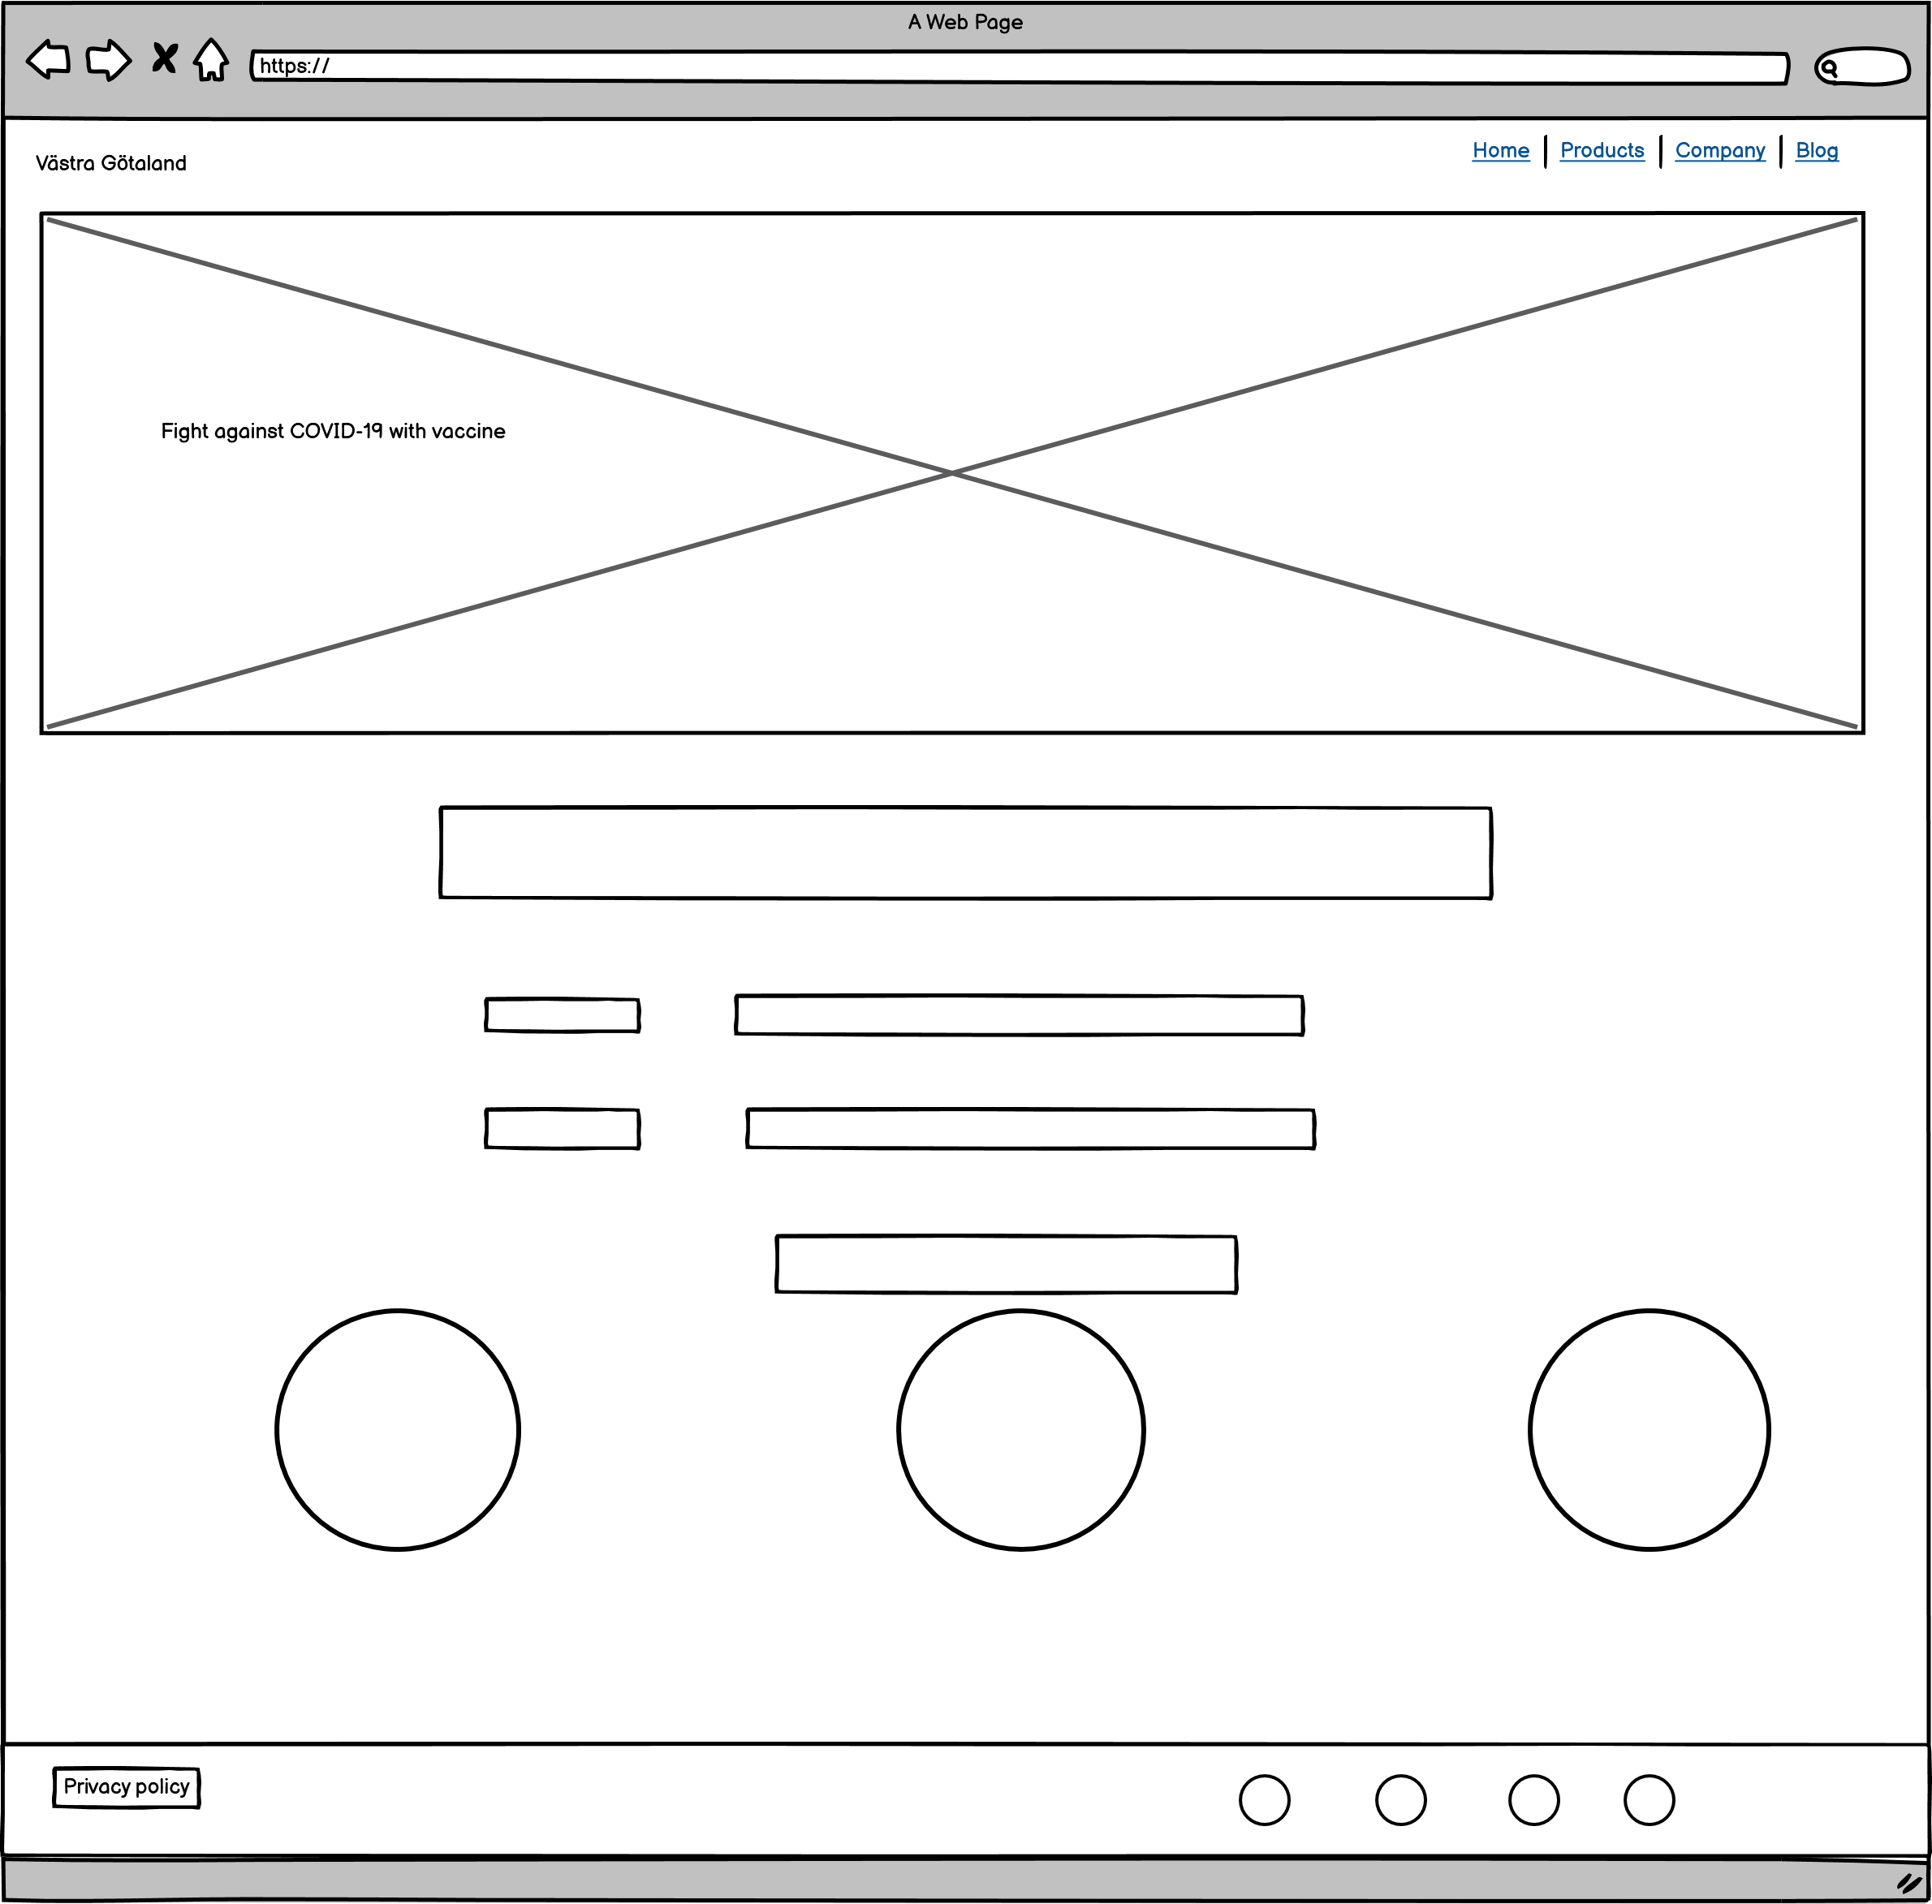 A Web Page
https://
Västra Götaland
Home Products Company Blog
Fight against COVID-19 with vaccine
Privacy policy